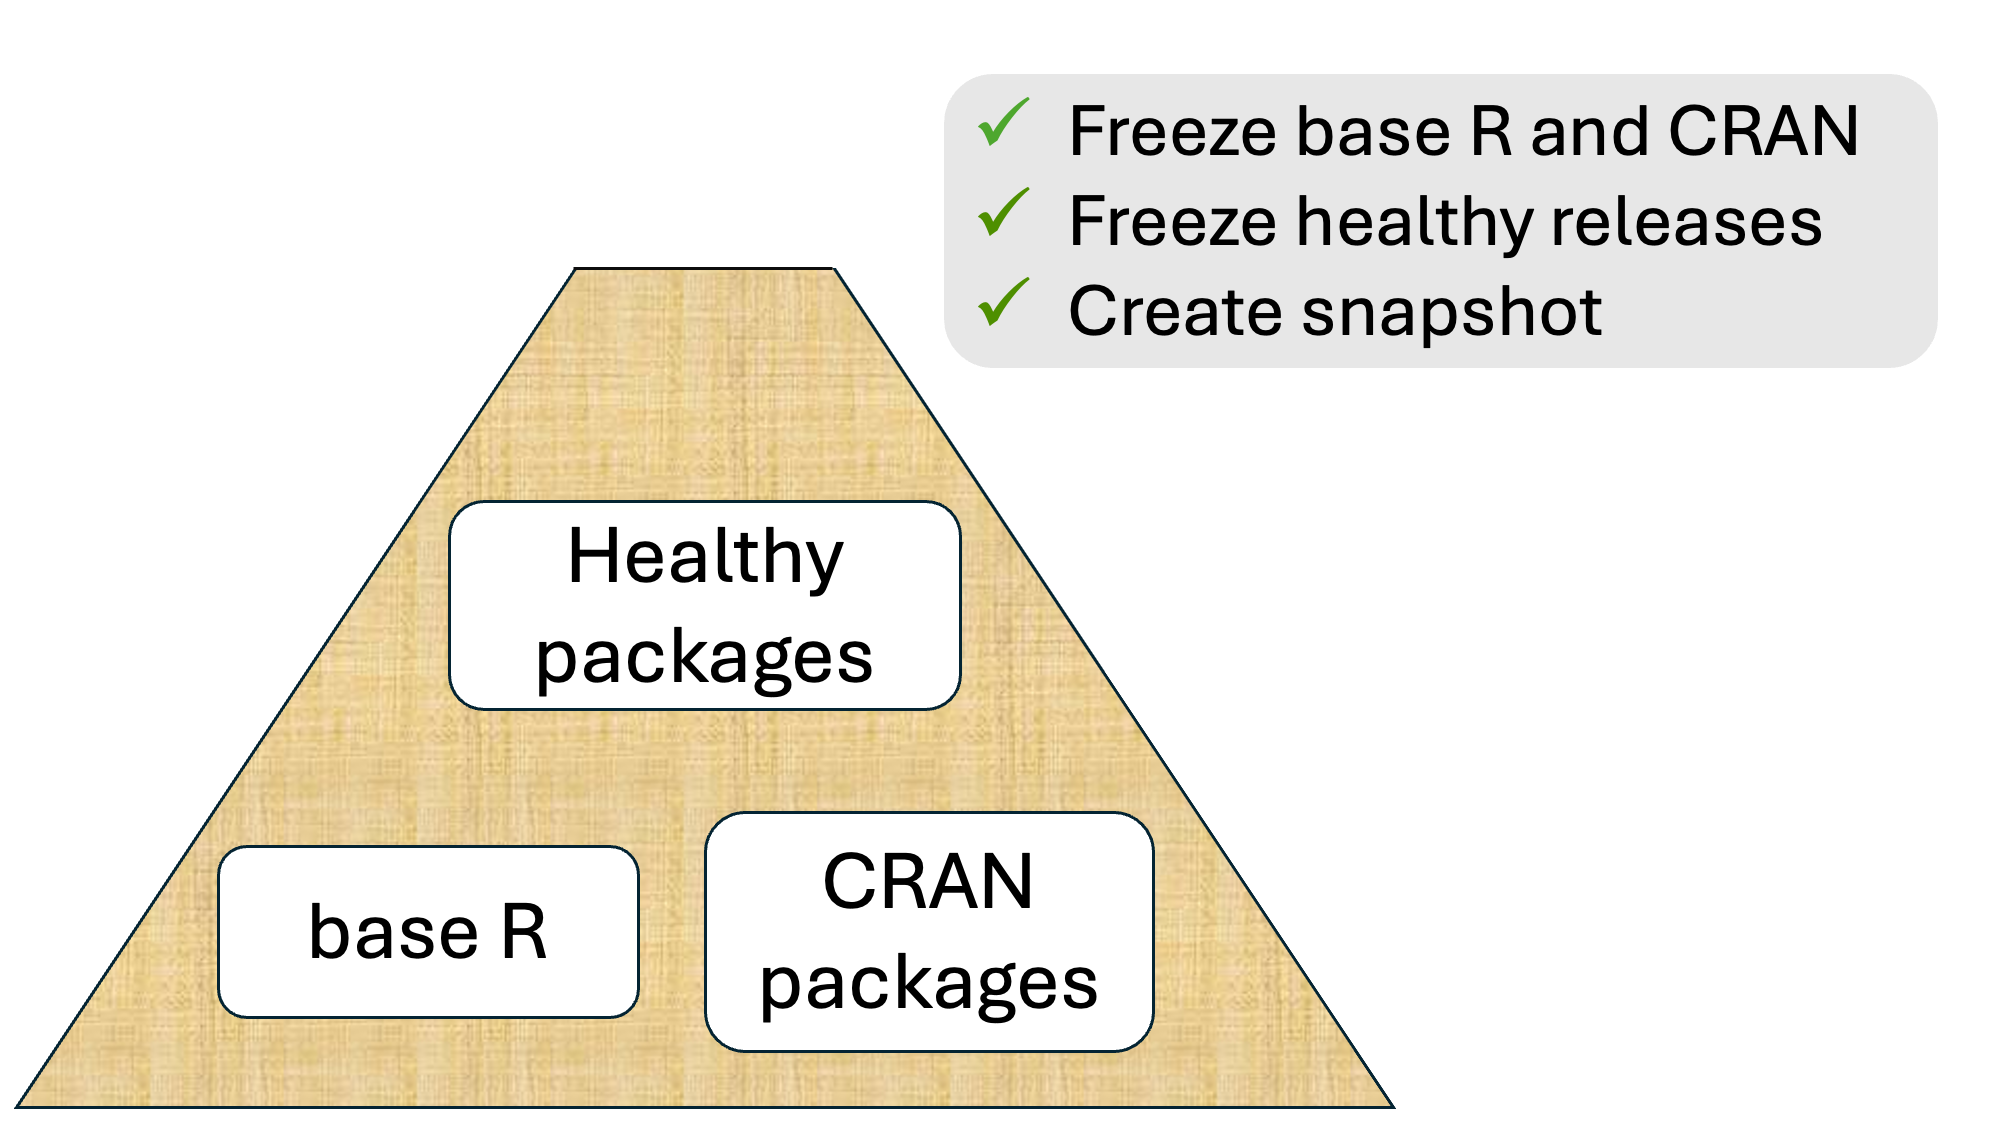 Freeze base R and CRAN
Freeze healthy releases
Create snapshot
Healthy
packages
base R
CRAN
packages